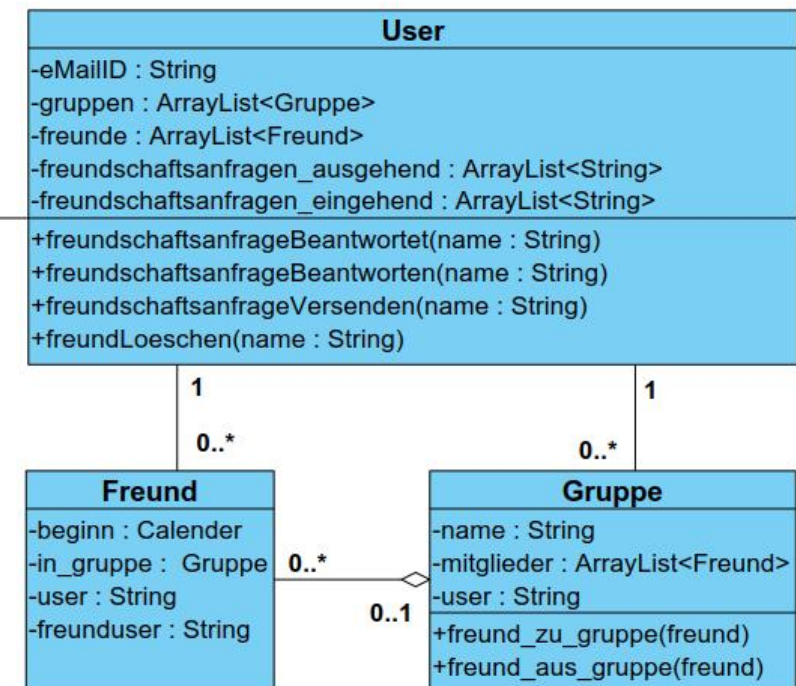 User
-eMailID : String
-gruppen : ArrayList<Gruppe>
-freunde : ArrayList<Freund>
-freundschaftsanfragen_ausgehend : ArrayList<String>
-freundschaftsanfragen_eingehend : ArrayList<String>
+freundschaftsanfrageBeantwortet(name : String)
+freundschaftsanfrageBeantworten(name : String)
+freundschaftsanfrageVersenden(name : String)
+freundLoeschen(name : String)
1
1
0..*
0..*
Freund
-beginn : Calender
-in_gruppe : Gruppe
-user : String
-freunduser : String
0..*
0..1
Gruppe
-name : String
-mitglieder : ArrayList<Freund>
-user : String
+freund_zu_gruppe(freund)
+freund_aus_gruppe(freund)